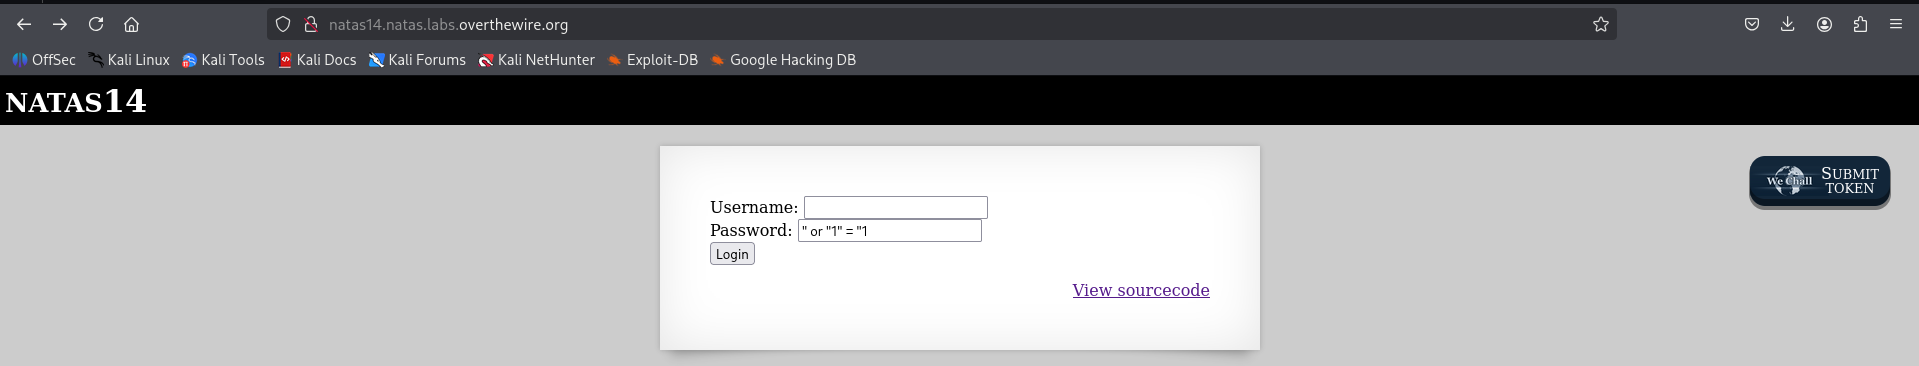 natas14.natas.labs.overthewire.org
OffSec Kali Linux Kali Tools Kali Docs Kali Forums Kali NetHunter Exploit-DB Google Hacking DB
NATAS14
We Chall SUBMIT TOKEN
Username:
Password: " or "1" = "1
Login
View sourcecode